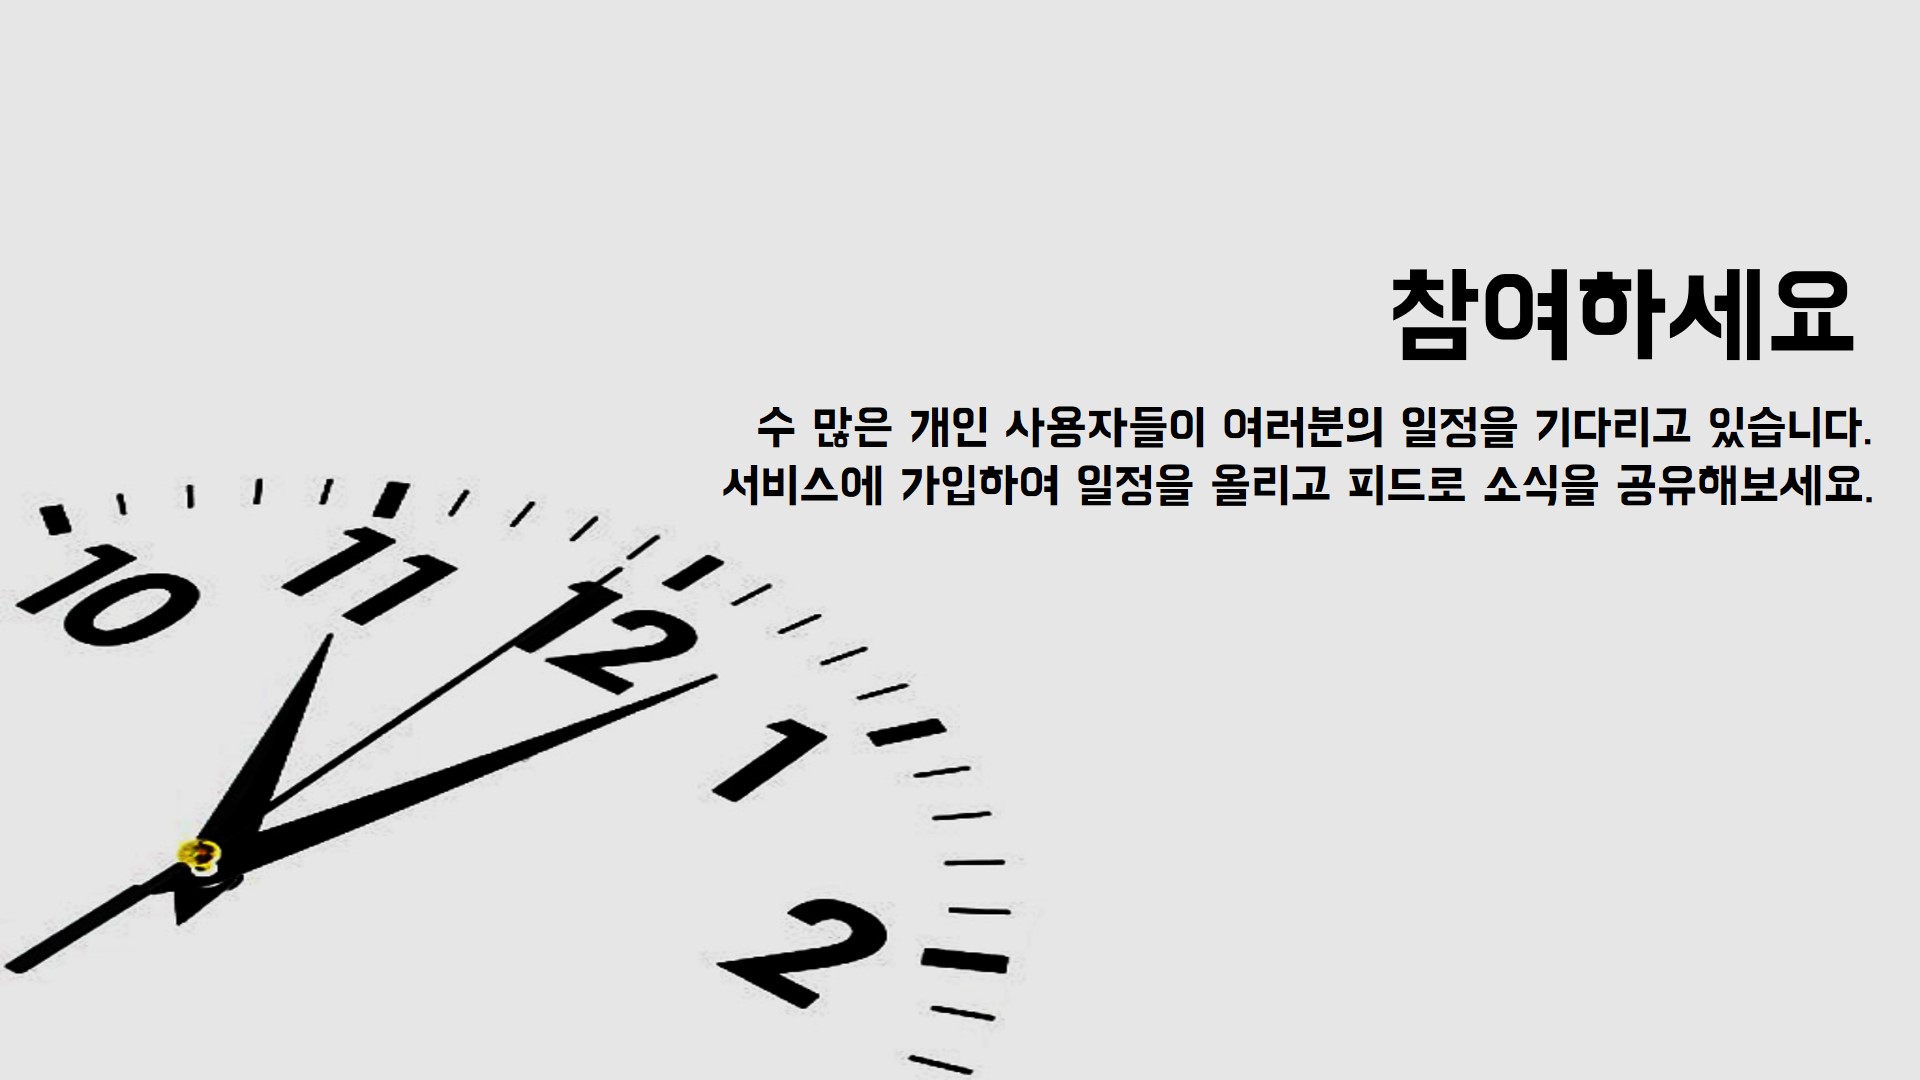 참여하세요
수 많은 개인 사용자들이 여러분의 일정을 기다리고 있습니다.
서비스에 가입하여 일정을 올리고 피드로 소식을 공유해보세요.
10
11
12
1
2